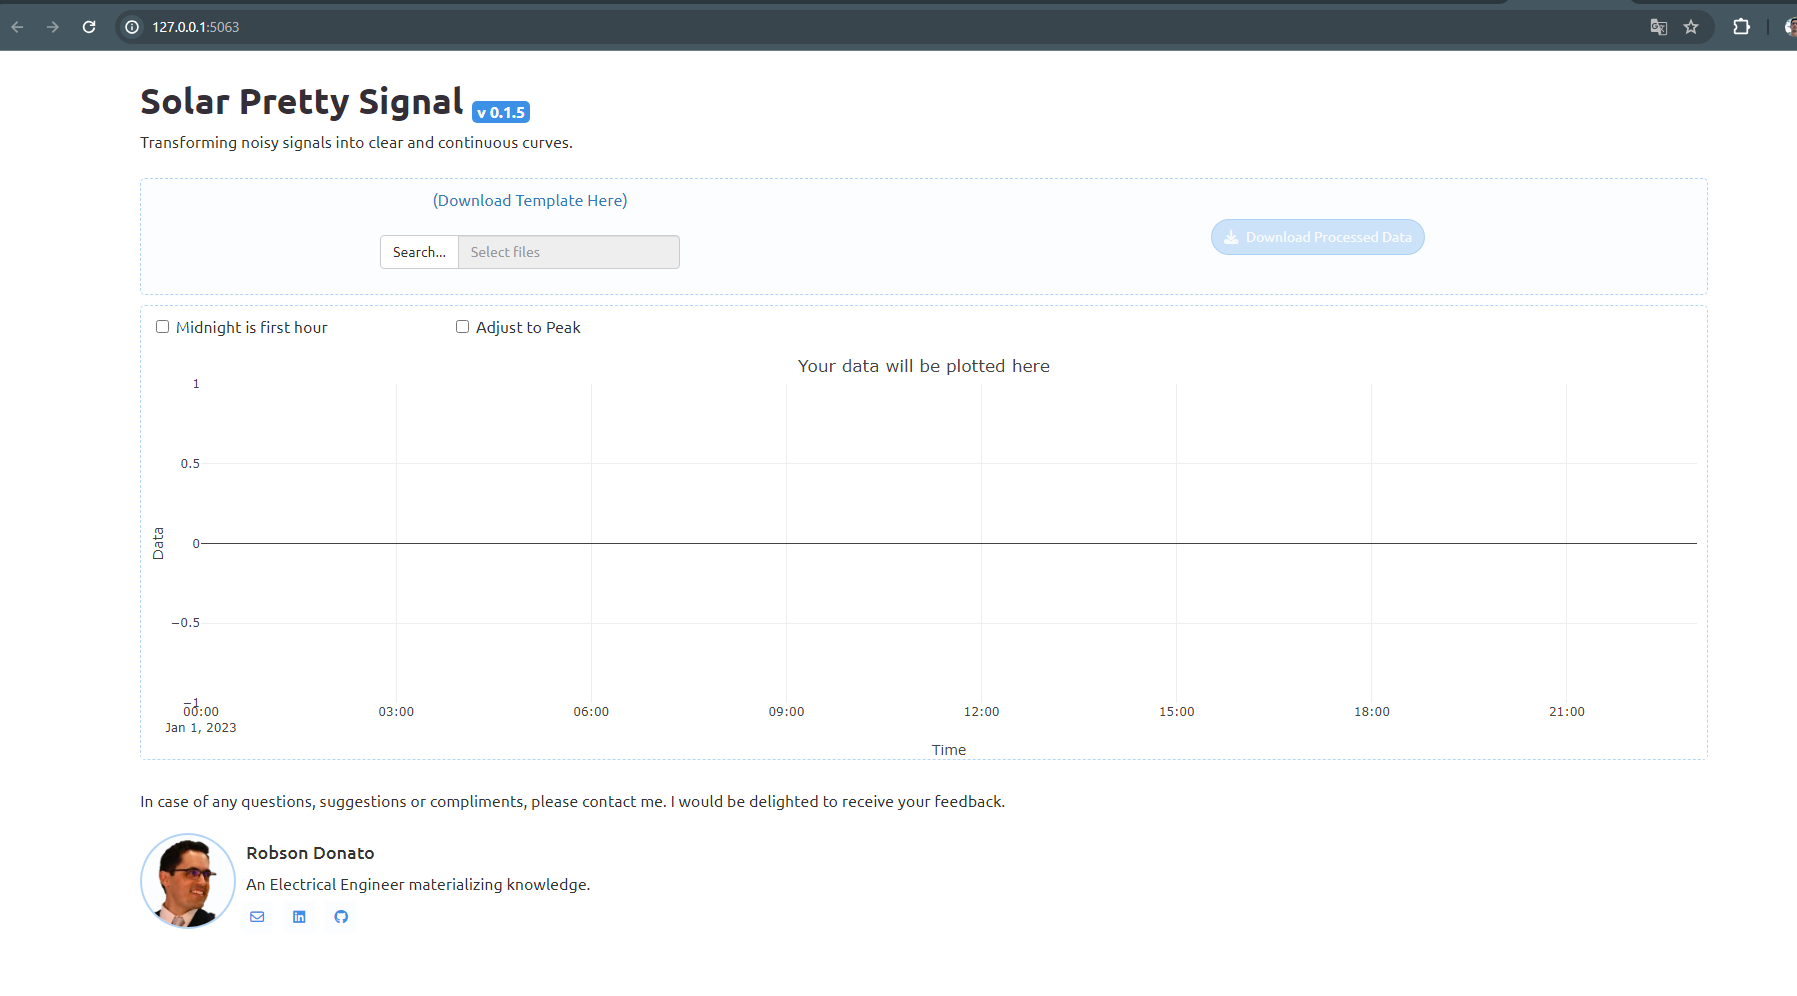 127.0.0.1:5063
Solar Pretty Signal v 0.1.5
Transforming noisy signals into clear and continuous curves.
(Download Template Here)
Search... Select files
Download Processed Data
Midnight is first hour Adjust to Peak
Your data will be plotted here
1
0.5
0
−0.5
−1
Data
00:00 03:00 06:00 09:00 12:00 15:00 18:00 21:00
Jan 1, 2023
Time
In case of any questions, suggestions or compliments, please contact me. I would be delighted to receive your feedback.
Robson Donato
An Electrical Engineer materializing knowledge.